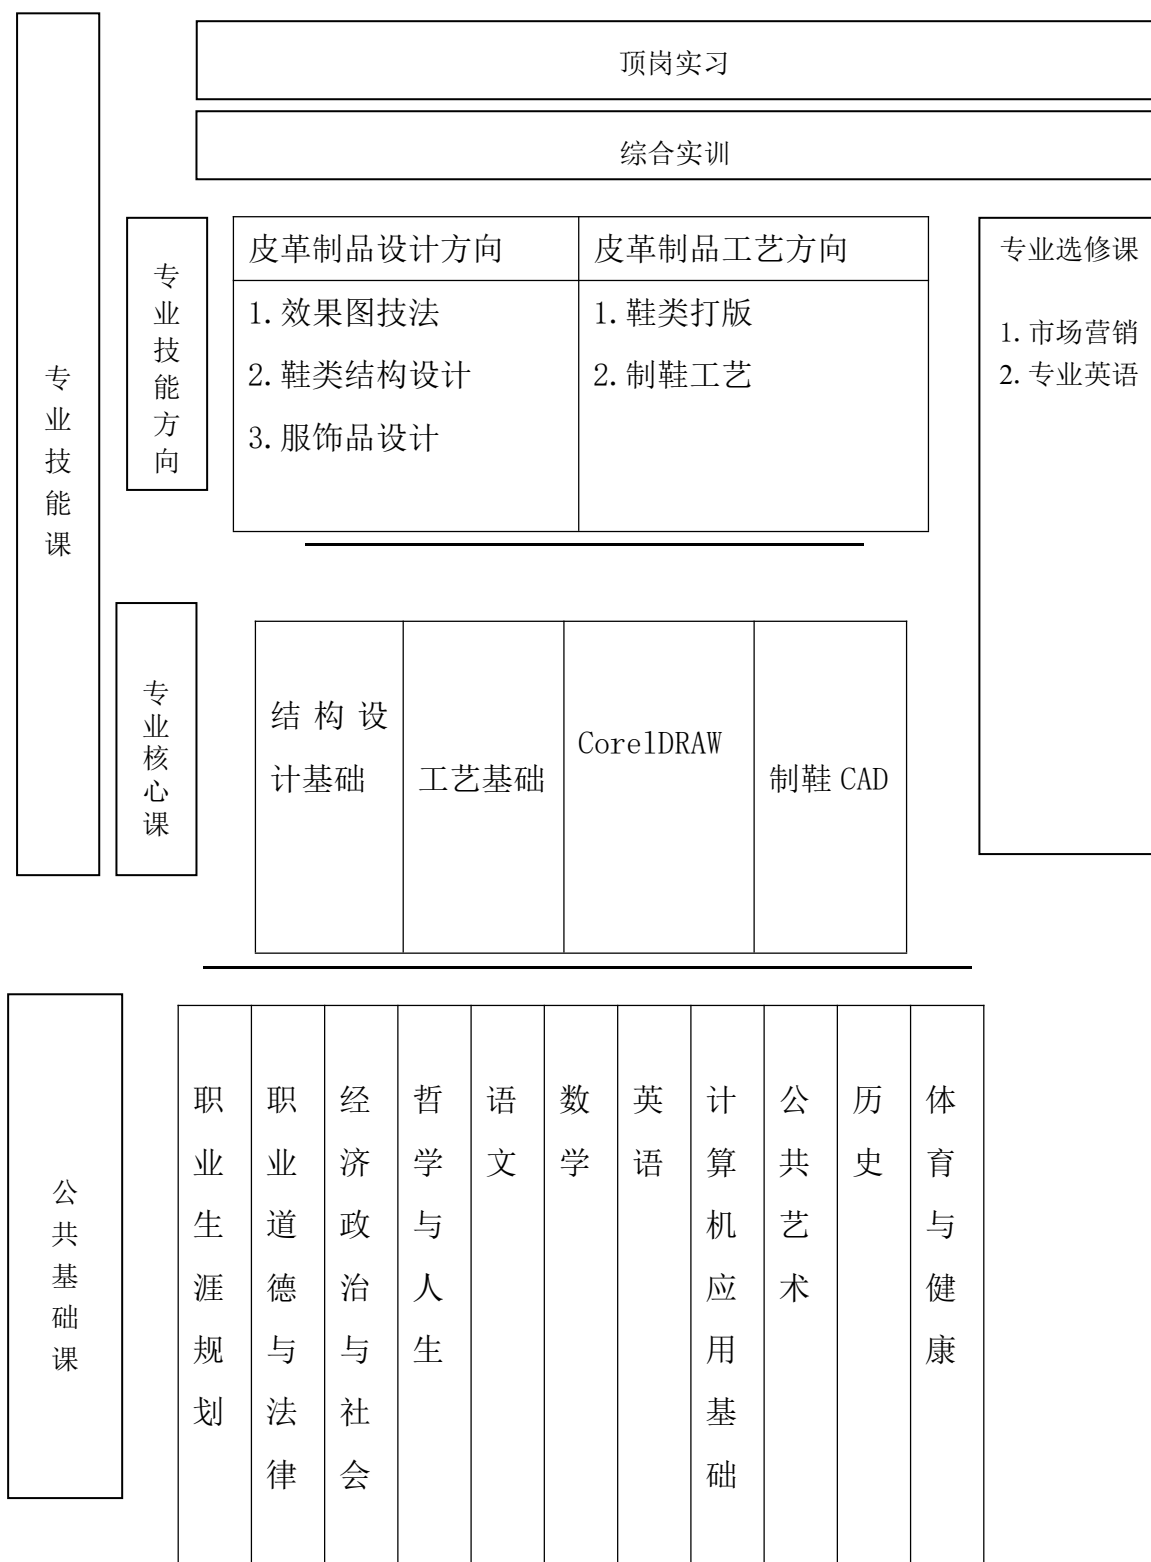 顶岗实习
综合实训
专业技能课
专业技能方向
皮革制品设计方向
1.效果图技法
2.鞋类结构设计
3.服饰品设计
皮革制品工艺方向
1.鞋类打版
2.制鞋工艺
专业选修课
1.市场营销
2.专业英语
专业核心课
结构设
计基础
工艺基础
CorelDRAW
制鞋 CAD
公共基础课
职业生涯规划
职业道德与法律
经济政治与社会
哲学与人生
语文
数学
英语
计算机应用基础
公共艺术
历史
体育与健康